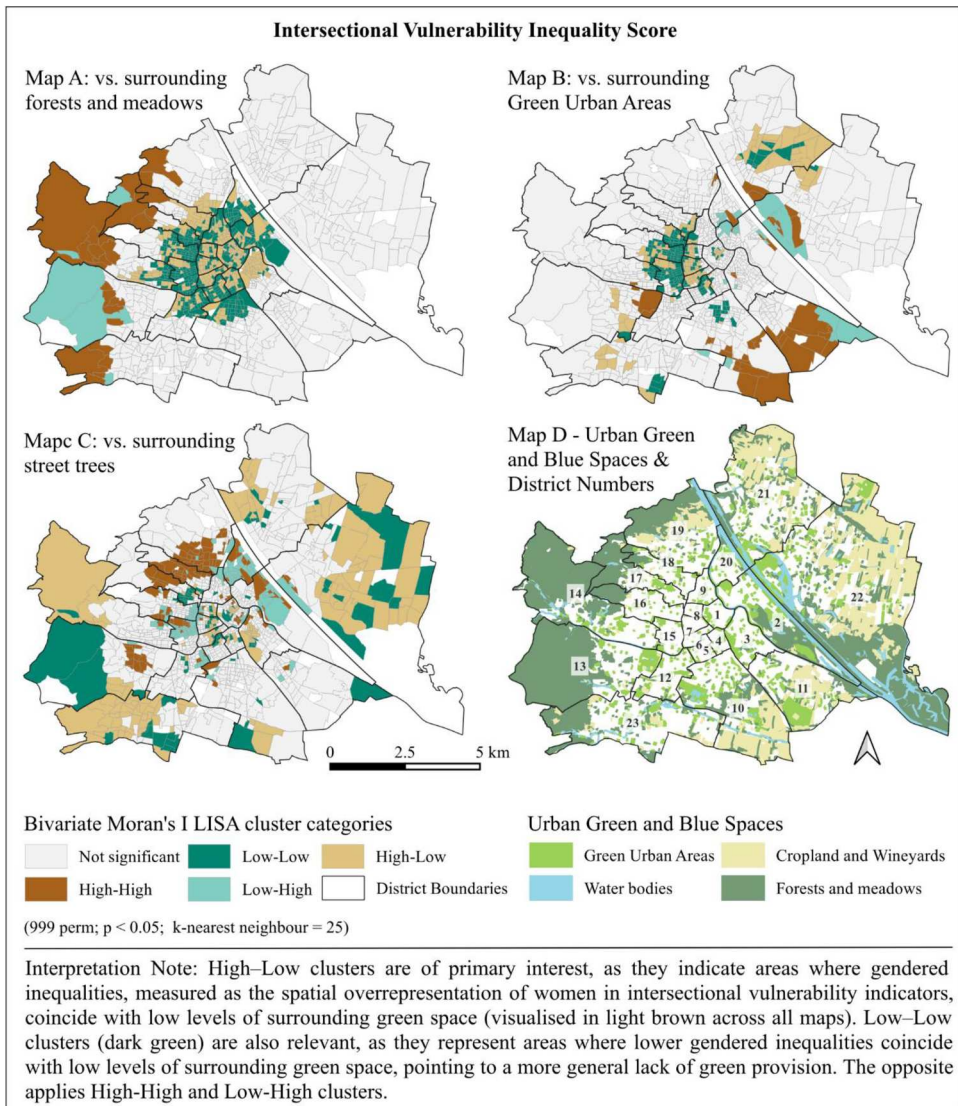 Intersectional Vulnerability Inequality Score
Map A: vs. surrounding
forests and meadows
Map B: vs. surrounding
Green Urban Areas
Mapc C: vs. surrounding
street trees
0 2.5 5 km
Map D - Urban Green
and Blue Spaces &
District Numbers
21
19
20
18
17
9
22
14
16
8
1
2
7
15
4
3
6
5
13
12
11
10
23
Bivariate Moran's I LISA cluster categories
Not significant
Low-Low
High-Low
High-High
Low-High
District Boundaries
(999 perm; p < 0.05; k-nearest neighbour = 25)
Urban Green and Blue Spaces
Green Urban Areas
Cropland and Wineyards
Water bodies
Forests and meadows
Interpretation Note: High–Low clusters are of primary interest, as they indicate areas where gendered
inequalities, measured as the spatial overrepresentation of women in intersectional vulnerability indicators,
coincide with low levels of surrounding green space (visualised in light brown across all maps). Low–Low
clusters (dark green) are also relevant, as they represent areas where lower gendered inequalities coincide
with low levels of surrounding green space, pointing to a more general lack of green provision. The opposite
applies High-High and Low-High clusters.